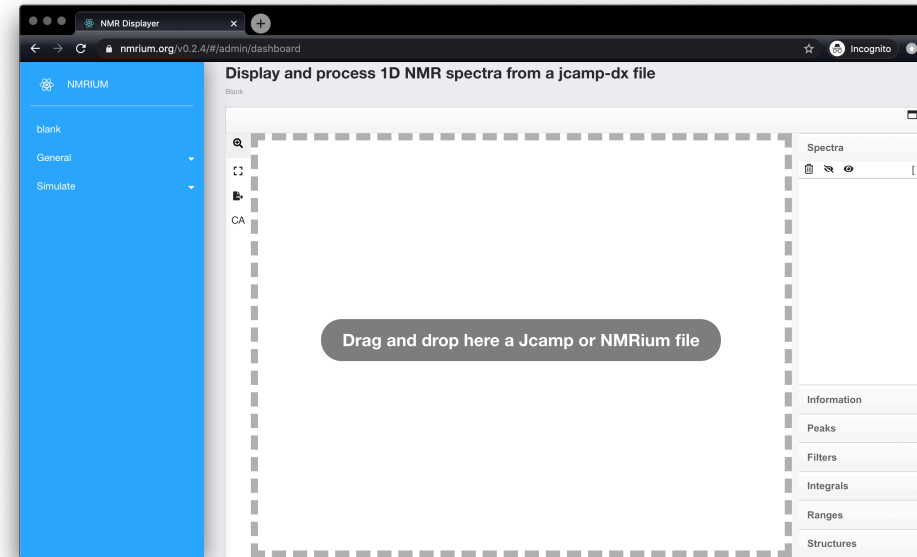 NMR Displayer
nmrium.org/v0.2.4/#/admin/dashboard
Incognito
NMRIUM
Display and process 1D NMR spectra from a jcamp-dx file
Blank
blank
General
Simulate
CA
Drag and drop here a Jcamp or NMRium file
Spectra
[
Information
Peaks
Filters
Integrals
Ranges
Structures